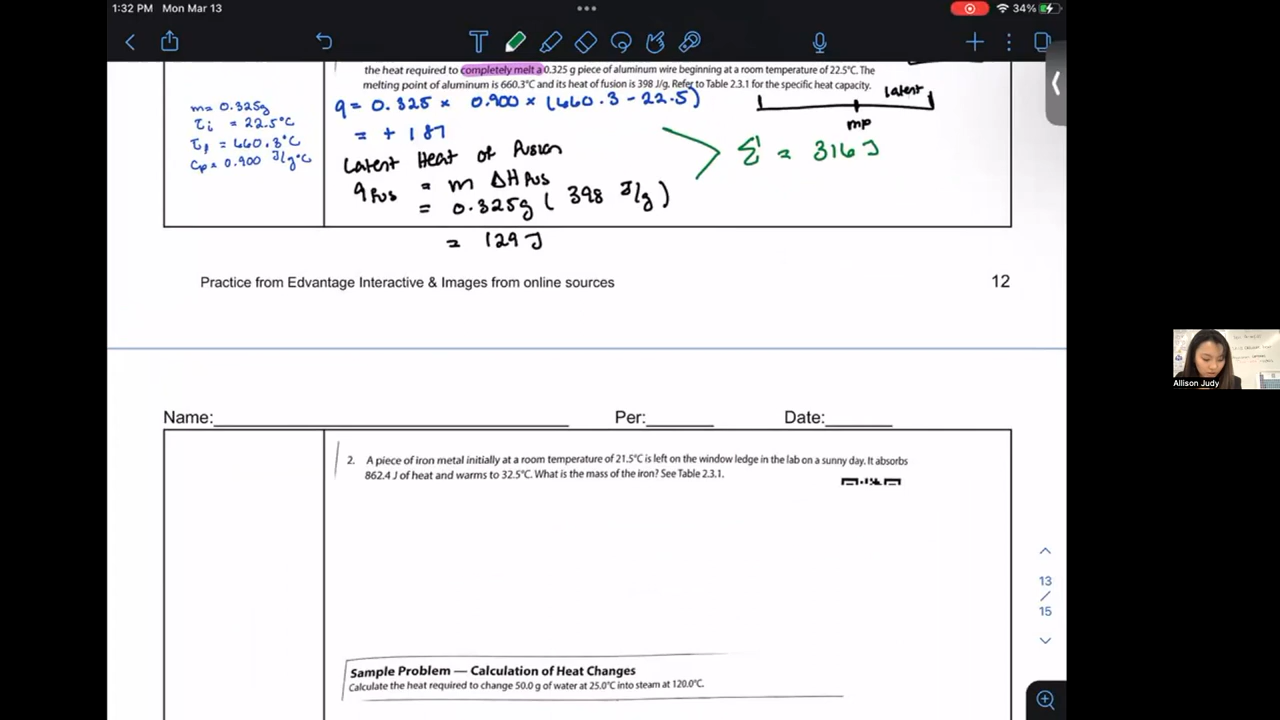 1:32 PM Mon Mar 13
34%
the heat required to completely melt a 0.325 g piece of aluminum wire beginning at a room temperature of 22.5°C. The
melting point of aluminum is 660.3°C and its heat of fusion is 398 J/g. Refer to Table 2.3.1 for the specific heat capacity.
latent
mp
m = 0.325g
τi = 22.5°C
τf = 660.3°C
Cp = 0.900 J/g°C
q = 0.325 × 0.900 × (660.3 - 22.5)
= + 187
Latent Heat of Fusion
qfus = m ΔHfus
= 0.325g (398 J/g)
= 129 J
Σ = 316 J
Practice from Edvantage Interactive & Images from online sources
12
Name: Per: Date:
2. A piece of iron metal initially at a room temperature of 21.5°C is left on the window ledge in the lab on a sunny day. It absorbs
862.4 J of heat and warms to 32.5°C. What is the mass of the iron? See Table 2.3.1.
13
/
15
Sample Problem — Calculation of Heat Changes
Calculate the heat required to change 50.0 g of water at 25.0°C into steam at 120.0°C.
Allison Judy